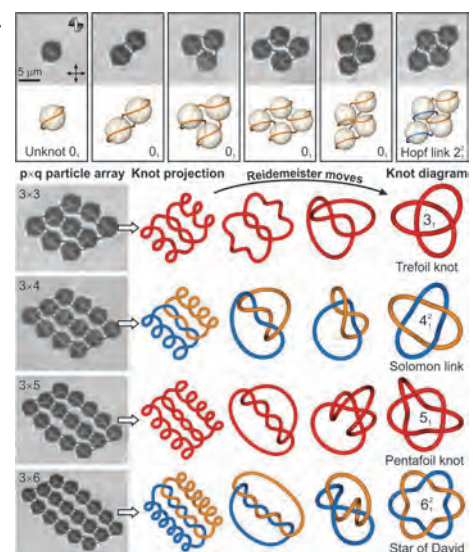 5 μm
Unknot 0₁
0₁
0₁
0₁
0₁
Hopf link 2²₁
p×q particle array Knot projection Reidemeister moves Knot diagrams
3×3
3₁
Trefoil knot
3×4
4²₁
Solomon link
3×5
5₁
Pentafoil knot
3×6
6²₁
Star of David